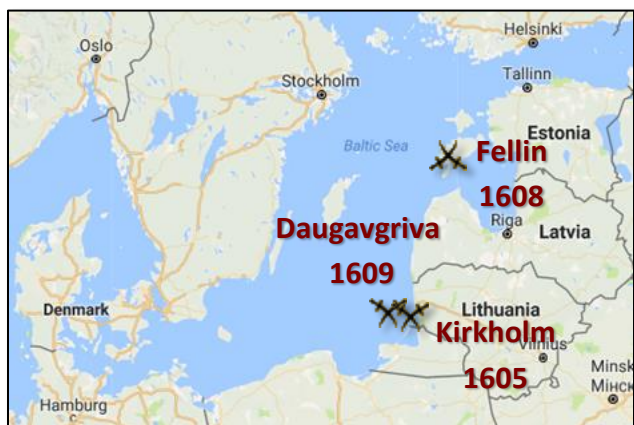 Oslo
Helsinki
Tallinn
Stockholm
Baltic Sea
Estonia
Fellin
1608
Riga
Latvia
Daugavgriva
1609
Denmark
Lithuania
Kirkholm
Vilnius
1605
Minsk
Мінск
Hamburg